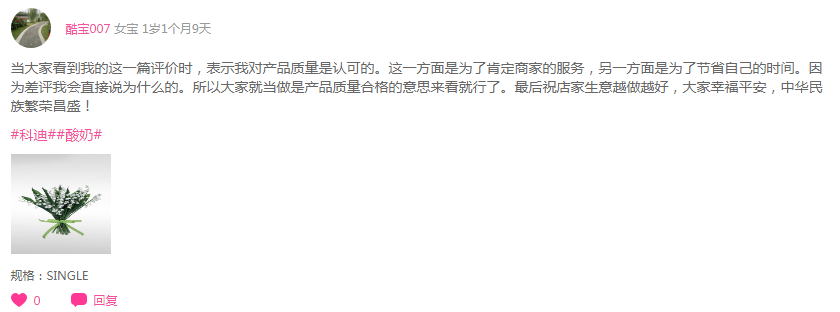 酷宝007 女宝 1岁1个月9天
当大家看到我的这一篇评价时，表示我对产品质量是认可的。这一方面是为了肯定商家的服务，另一方面是为了节省自己的时间。因
为差评我会直接说为什么的。所以大家就当做是产品质量合格的意思来看就行了。最后祝店家生意越做越好，大家幸福平安，中华民
族繁荣昌盛！
#科迪##酸奶#
规格：SINGLE
0 回复